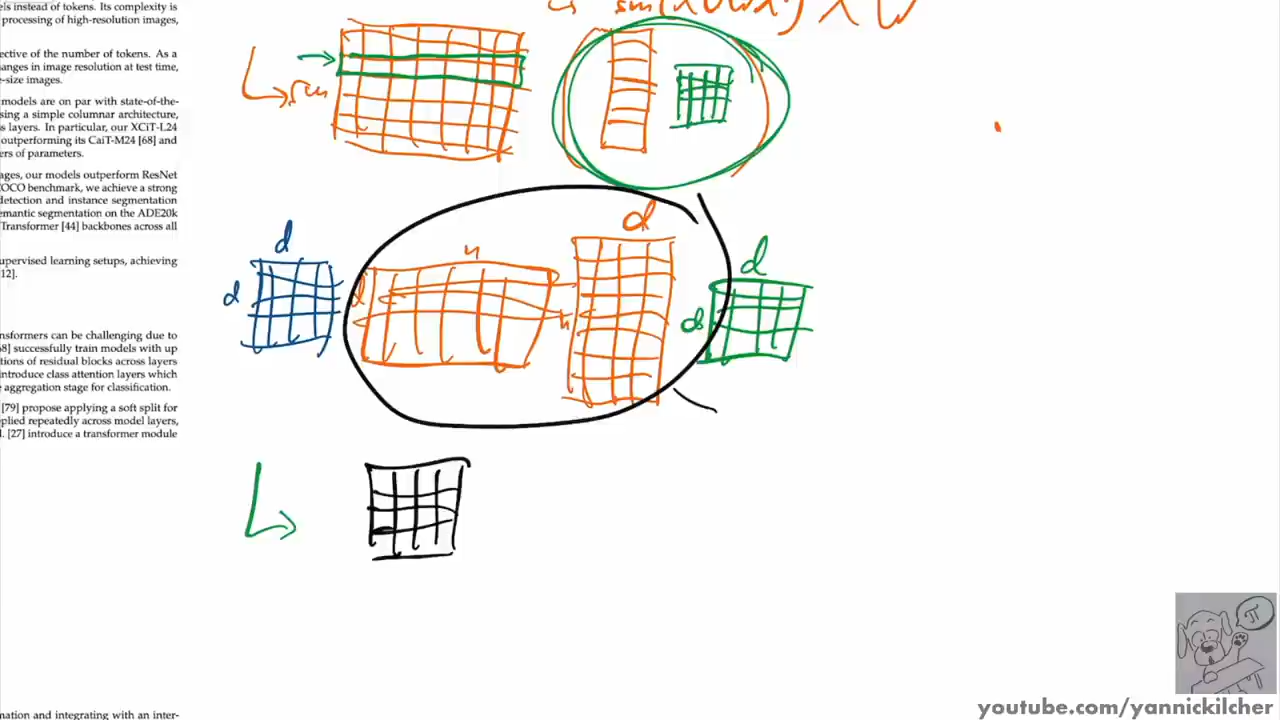 els instead of tokens. Its complexity is
processing of high-resolution images,
ective of the number of tokens. As a
anges in image resolution at test time,
-size images.
models are on par with state-of-the-
sing a simple columnar architecture,
s layers. In particular, our XCiT-L24
outperforming its CaiT-M24 [68] and
ers of parameters.
ages, our models outperform ResNet
COCO benchmark, we achieve a strong
detection and instance segmentation
emantic segmentation on the ADE20k
Transformer [44] backbones across all
upervised learning setups, achieving
12].
nsformers can be challenging due to
68] successfully train models with up
tions of residual blocks across layers
introduce class attention layers which
e aggregation stage for classification.
[79] propose applying a soft split for
plied repeatedly across model layers,
l. [27] introduce a transformer module
mation and integrating with an inter-
sm
d
d
n
d
d
d
π
youtube.com/yannickilcher